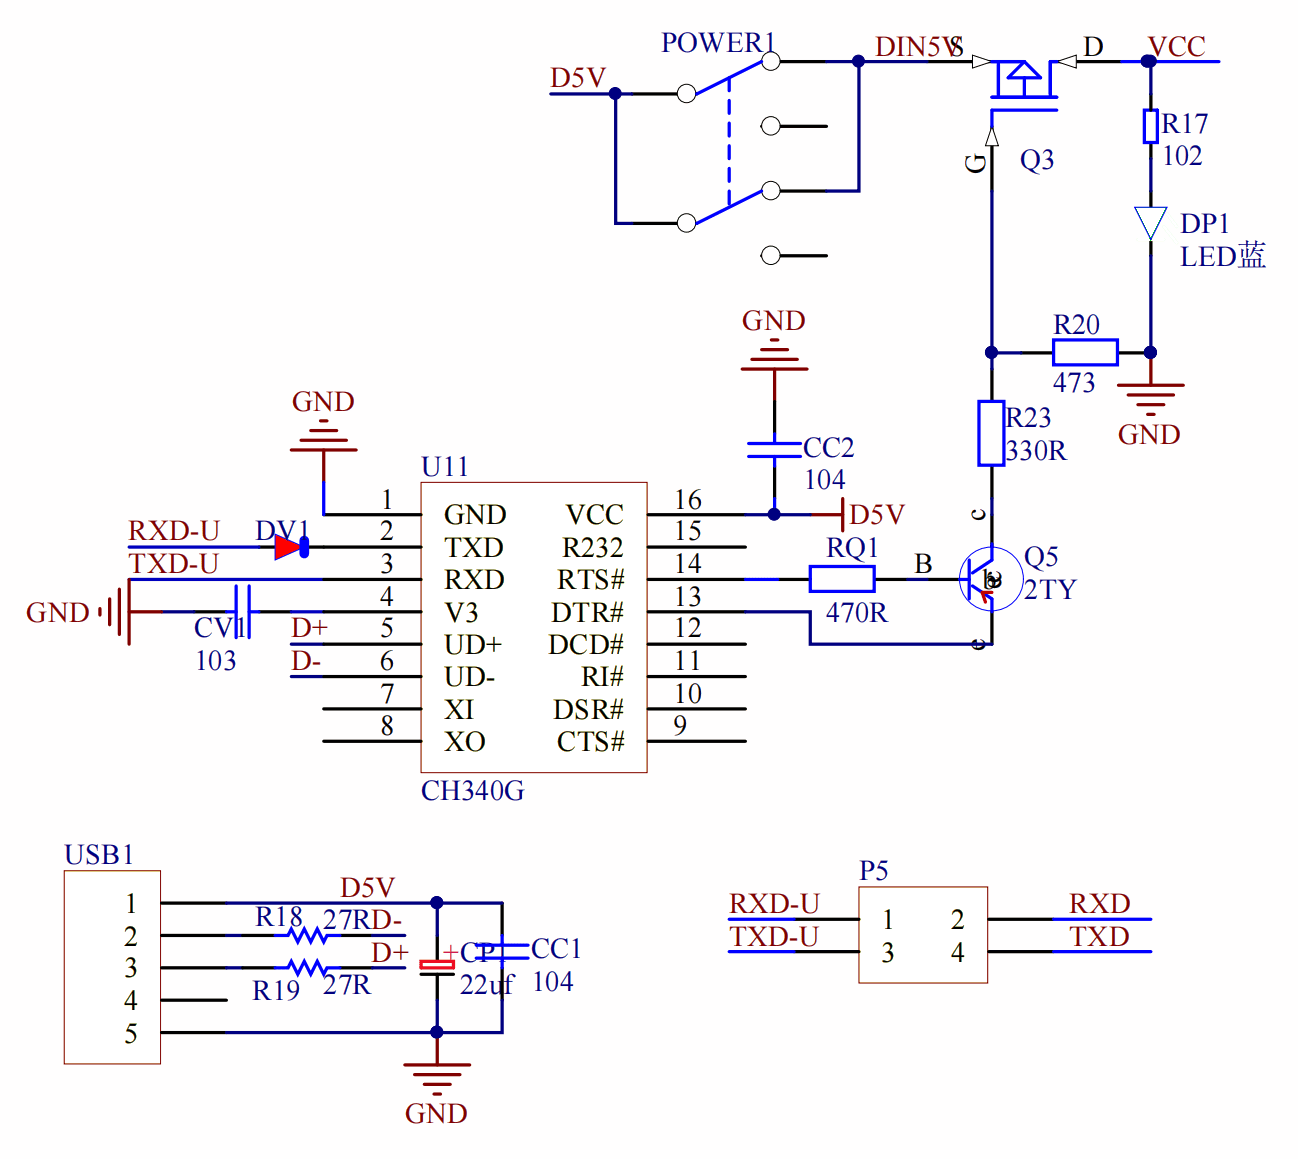 POWER1
D5V
DIN5V
S
D
VCC
G
Q3
R17
102
DP1
LED蓝
R20
473
GND
R23
330R
GND
CC2
104
D5V
GND
U11
1 GND VCC 16
2 TXD R232 15
3 RXD RTS# 14
4 V3 DTR# 13
5 UD+ DCD# 12
6 UD- RI# 11
7 XI DSR# 10
8 XO CTS# 9
CH340G
RXD-U
DV1
TXD-U
GND
CV1
103
D+
D-
RQ1
470R
B
c
b
e
Q5
2TY
USB1
1
2
3
4
5
D5V
R18 27R D-
D+
R19 27R
+
CP1
22uf
CC1
104
GND
P5
RXD-U 1 2 RXD
TXD-U 3 4 TXD